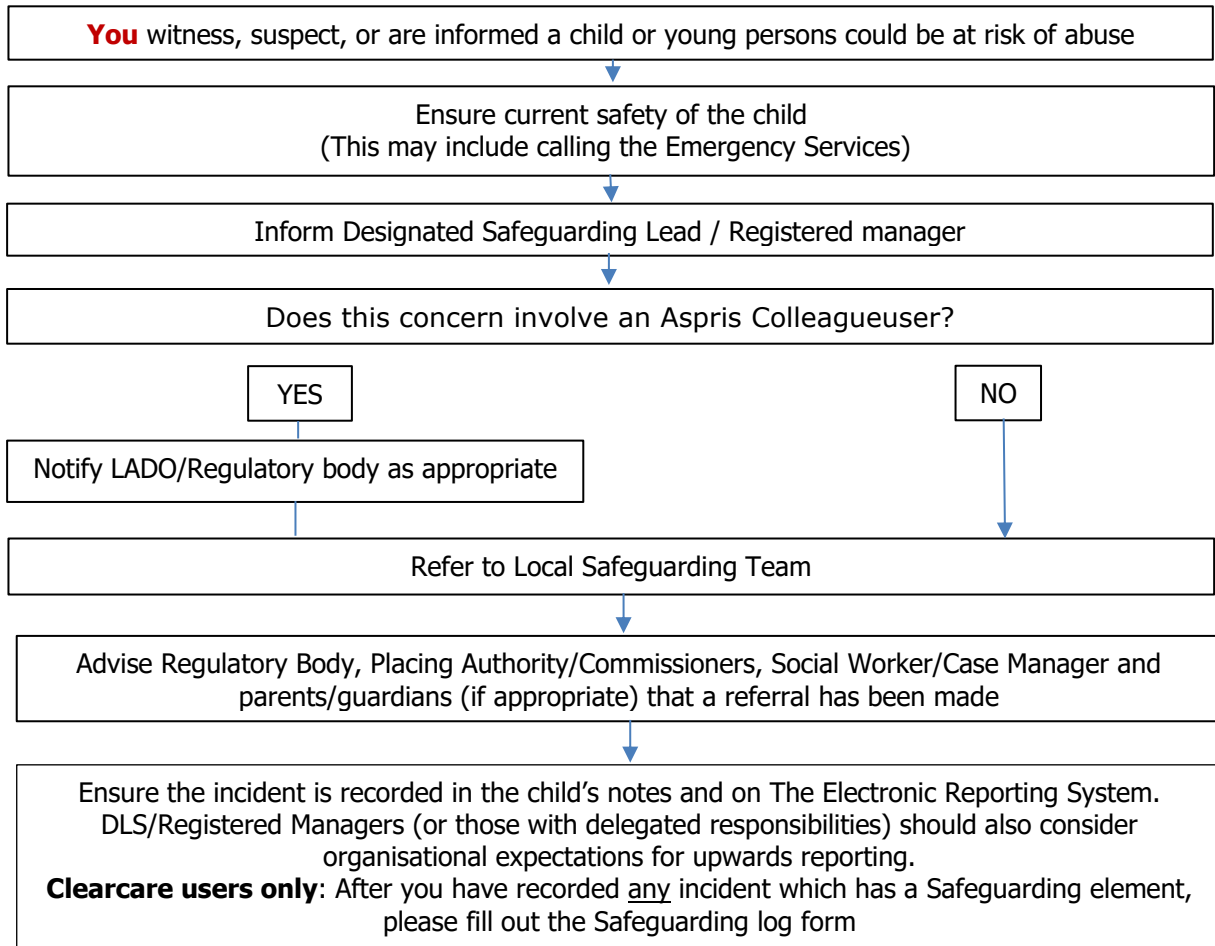 You witness, suspect, or are informed a child or young persons could be at risk of abuse
Ensure current safety of the child
(This may include calling the Emergency Services)
Inform Designated Safeguarding Lead / Registered manager
Does this concern involve an Aspris Colleagueuser?
YES
NO
Notify LADO/Regulatory body as appropriate
Refer to Local Safeguarding Team
Advise Regulatory Body, Placing Authority/Commissioners, Social Worker/Case Manager and
parents/guardians (if appropriate) that a referral has been made
Ensure the incident is recorded in the child’s notes and on The Electronic Reporting System.
DLS/Registered Managers (or those with delegated responsibilities) should also consider
organisational expectations for upwards reporting.
Clearcare users only: After you have recorded any incident which has a Safeguarding element,
please fill out the Safeguarding log form